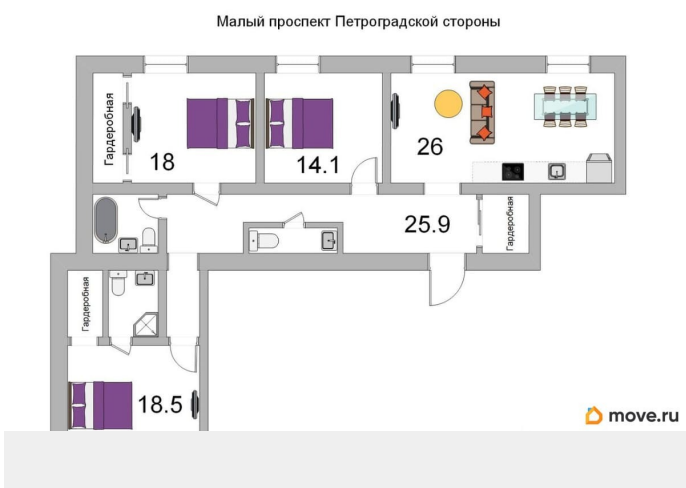 Малый проспект Петроградской стороны
Гардеробная
18
14.1
26
25.9
Гардеробная
Гардеробная
18.5
move.ru